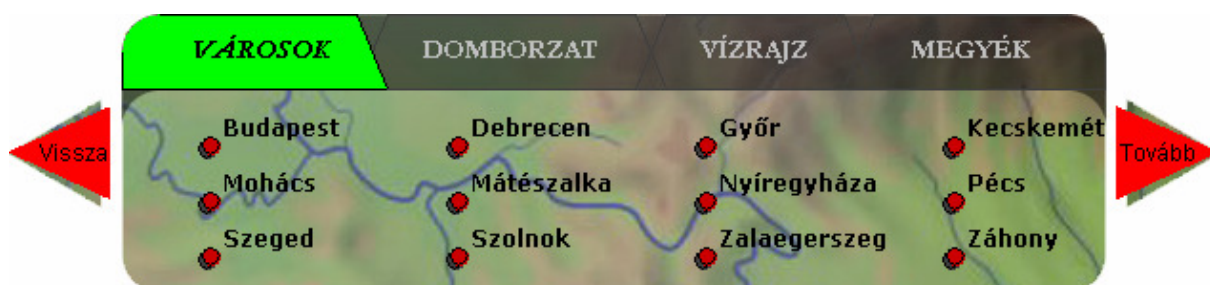 VÁROSOK DOMBORZAT VÍZRAJZ MEGYÉK
Budapest Debrecen Győr Kecskemét
Vissza Tovább
Mohács Mátészalka Nyíregyháza Pécs
Szeged Szolnok Zalaegerszeg Záhony